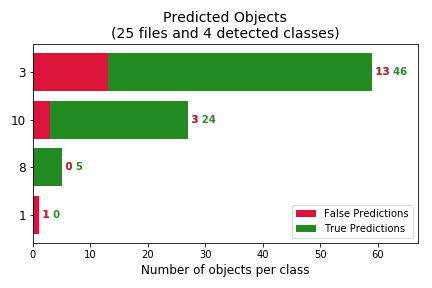 Predicted Objects
(25 files and 4 detected classes)
3
13 46
10
3 24
8
0 5
1
1 0
False Predictions
True Predictions
0 10 20 30 40 50 60
Number of objects per class